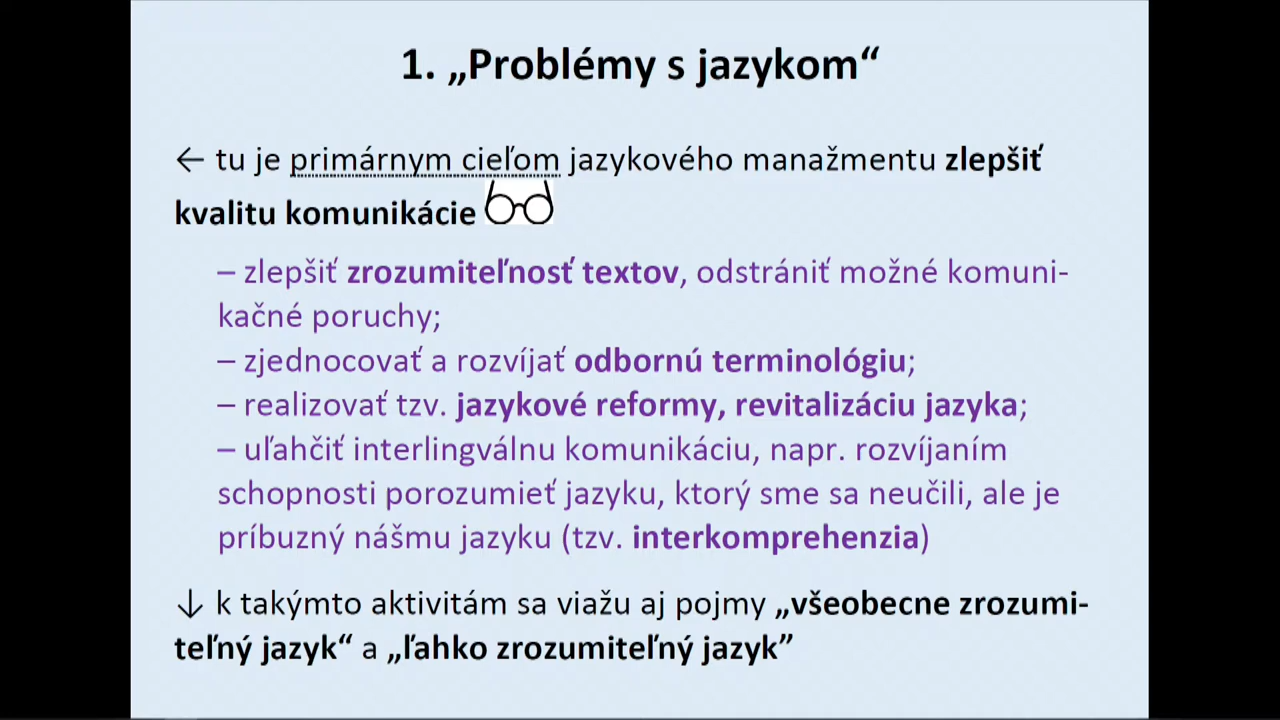 1. „Problémy s jazykom“
← tu je primárnym cieľom jazykového manažmentu zlepšiť
kvalitu komunikácie
– zlepšiť zrozumiteľnosť textov, odstrániť možné komuni-
kačné poruchy;
– zjednocovať a rozvíjať odbornú terminológiu;
– realizovať tzv. jazykové reformy, revitalizáciu jazyka;
– uľahčiť interlingválnu komunikáciu, napr. rozvíjaním
schopnosti porozumieť jazyku, ktorý sme sa neučili, ale je
príbuzný nášmu jazyku (tzv. interkomprehenzia)
↓ k takýmto aktivitám sa viažu aj pojmy „všeobecne zrozumi-
teľný jazyk“ a „ľahko zrozumiteľný jazyk”